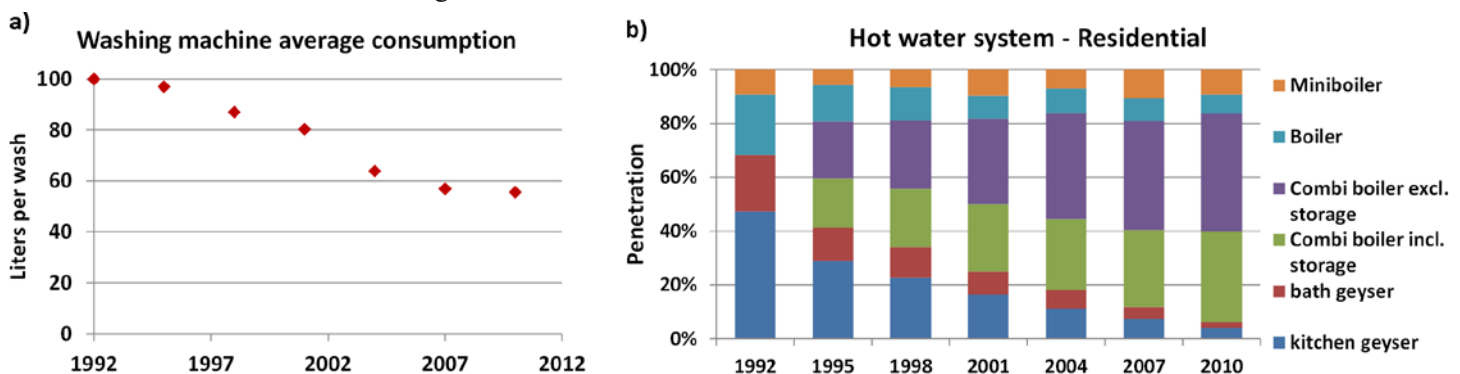 a)
Washing machine average consumption
Liters per wash
100
80
60
40
20
0
1992 1997 2002 2007 2012
b)
Hot water system - Residential
Penetration
100%
80%
60%
40%
20%
0%
1992 1995 1998 2001 2004 2007 2010
Miniboiler
Boiler
Combi boiler excl.
storage
Combi boiler incl.
storage
bath geyser
kitchen geyser